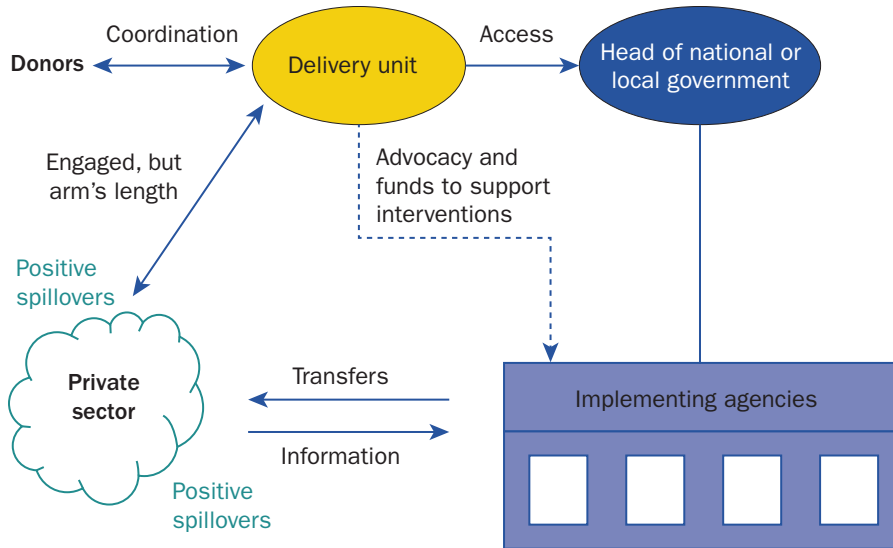 Coordination
Donors
Delivery unit
Access
Head of national or
local government
Engaged, but
arm's length
Advocacy and
funds to support
interventions
Positive
spillovers
Private
sector
Transfers
Information
Implementing agencies
Positive
spillovers